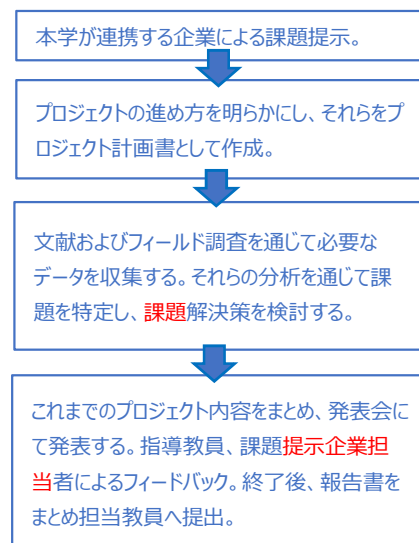 本学が連携する企業による課題提示。
プロジェクトの進め方を明らかにし、それらをプ
ロジェクト計画書として作成。
文献およびフィールド調査を通じて必要な
データを収集する。それらの分析を通じて課
題を特定し、課題解決策を検討する。
これまでのプロジェクト内容をまとめ、発表会に
て発表する。指導教員、課題提示企業担
当者によるフィードバック。終了後、報告書を
まとめ担当教員へ提出。